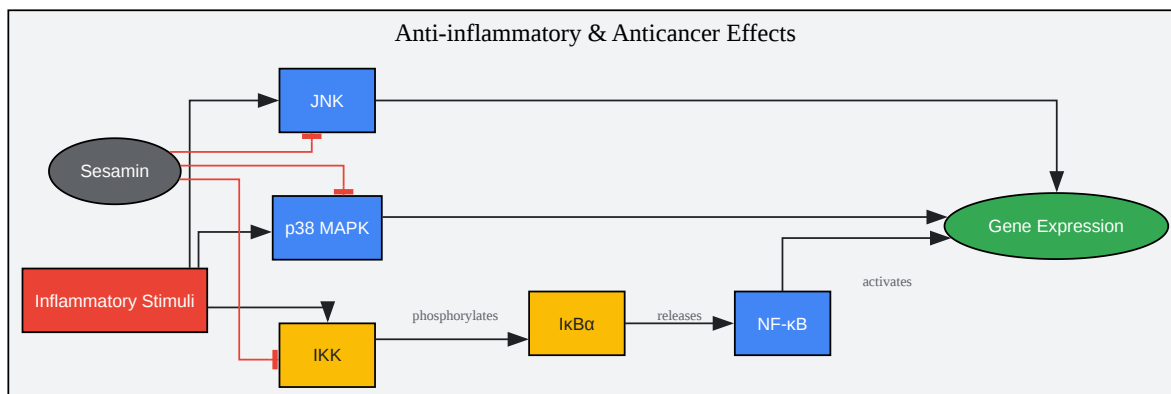 Anti-inflammatory & Anticancer Effects
JNK
Sesamin
p38 MAPK
Gene Expression
Inflammatory Stimuli
activates
phosphorylates
IκBα
releases
NF-κB
IKK